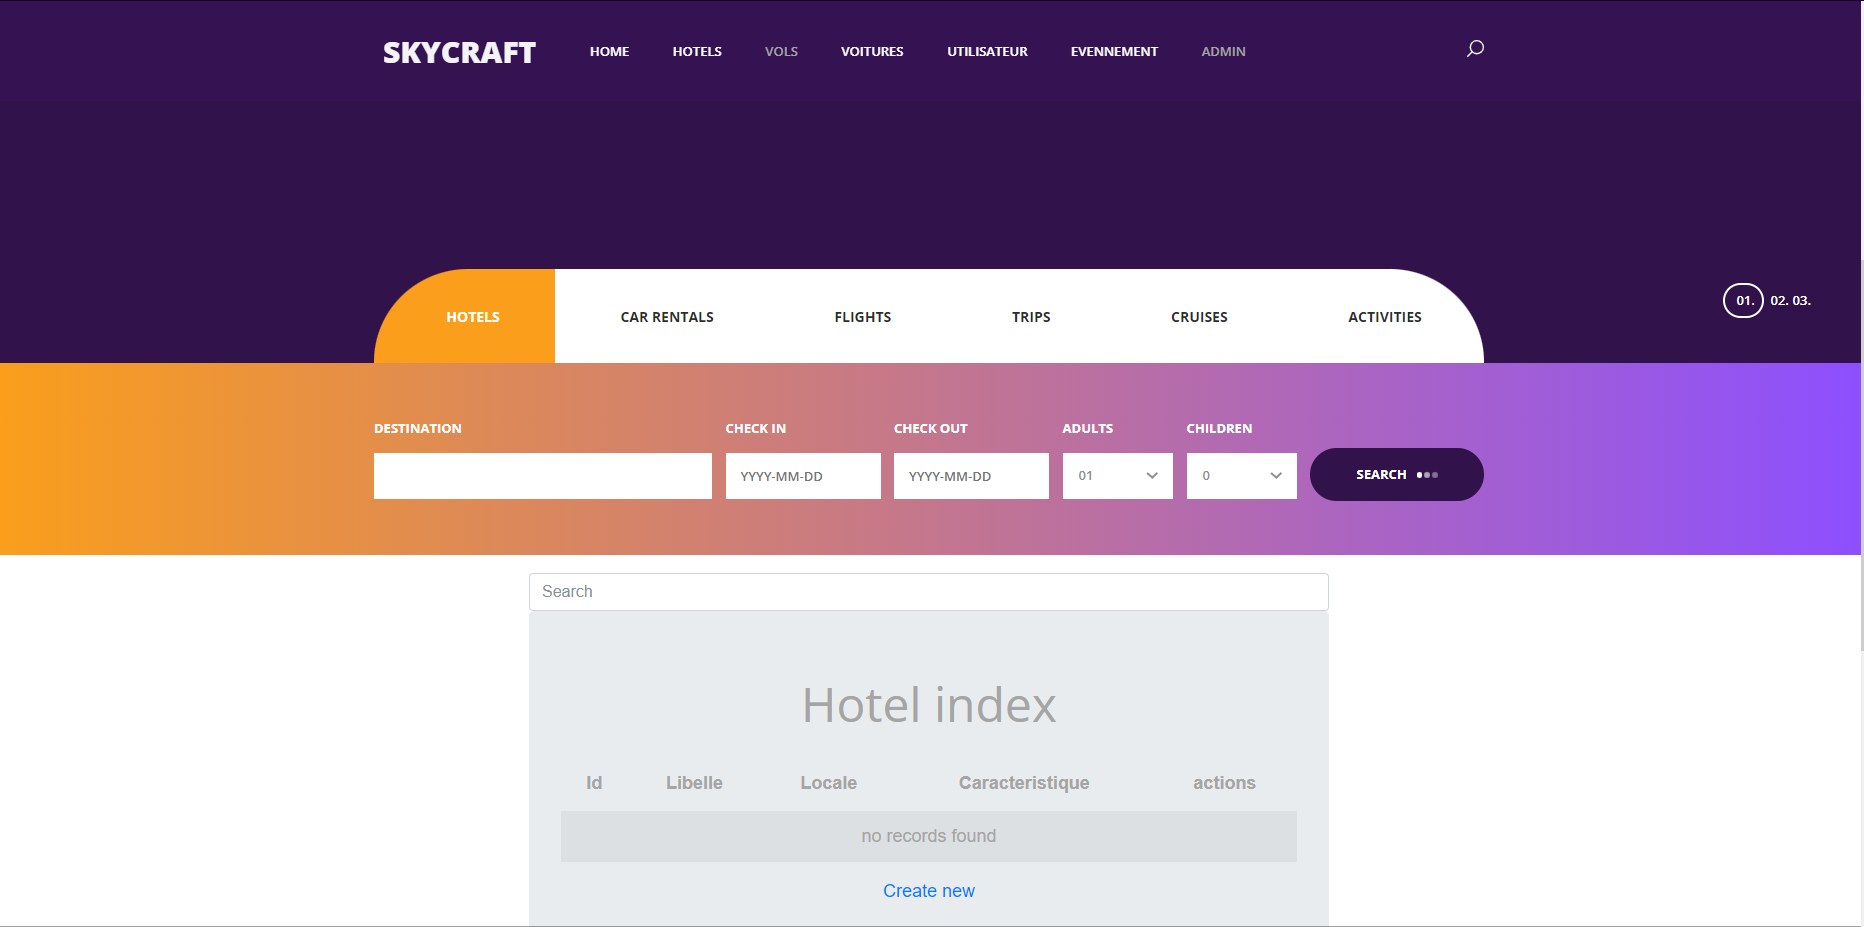 SKYCRAFT HOME HOTELS VOLS VOITURES UTILISATEUR EVENNEMENT ADMIN
01. 02. 03.
HOTELS CAR RENTALS FLIGHTS TRIPS CRUISES ACTIVITIES
DESTINATION CHECK IN CHECK OUT ADULTS CHILDREN
YYYY-MM-DD YYYY-MM-DD 01 0 SEARCH
Search
Hotel index
Id Libelle Locale Caracteristique actions
no records found
Create new